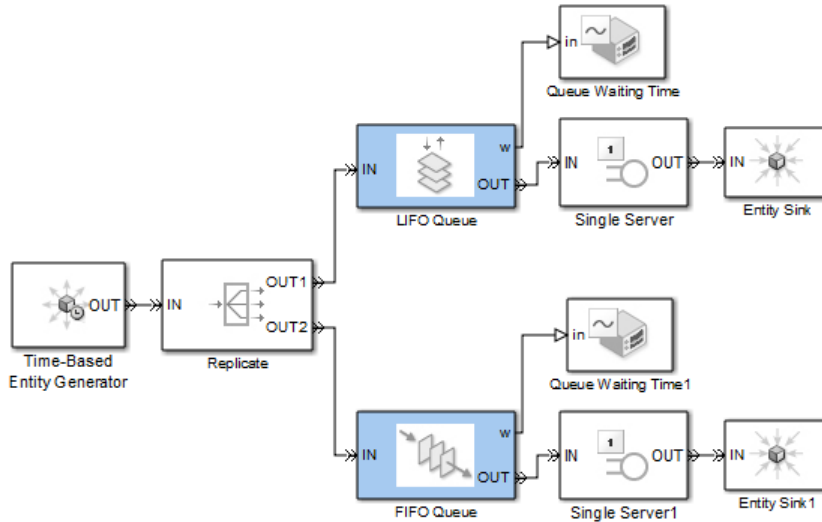 in
Queue Waiting Time
IN
w
OUT
LIFO Queue
IN
1
OUT
Single Server
IN
Entity Sink
OUT
Time-Based
Entity Generator
IN
OUT1
OUT2
Replicate
in
Queue Waiting Time1
IN
w
OUT
FIFO Queue
IN
1
OUT
Single Server1
IN
Entity Sink1